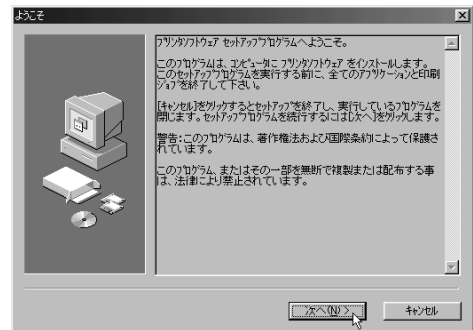 ようこそ
プリンタソフトウェア セットアッププログラムへようこそ。
このプログラムは、コンピュータに プリンタソフトウェア をインストールします。
このセットアッププログラムを実行する前に、全てのアプリケーションと印刷
ジョブを終了して下さい。
[キャンセル]をクリックするとセットアップを終了し、実行しているプログラムを
閉じます。セットアッププログラムを続行するには[次へ]をクリックします。
警告：このプログラムは、著作権法および国際条約によって保護さ
れています。
このプログラム、またはその一部を無断で複製または配布する事
は、法律により禁止されています。
次へ(N) >
キャンセル